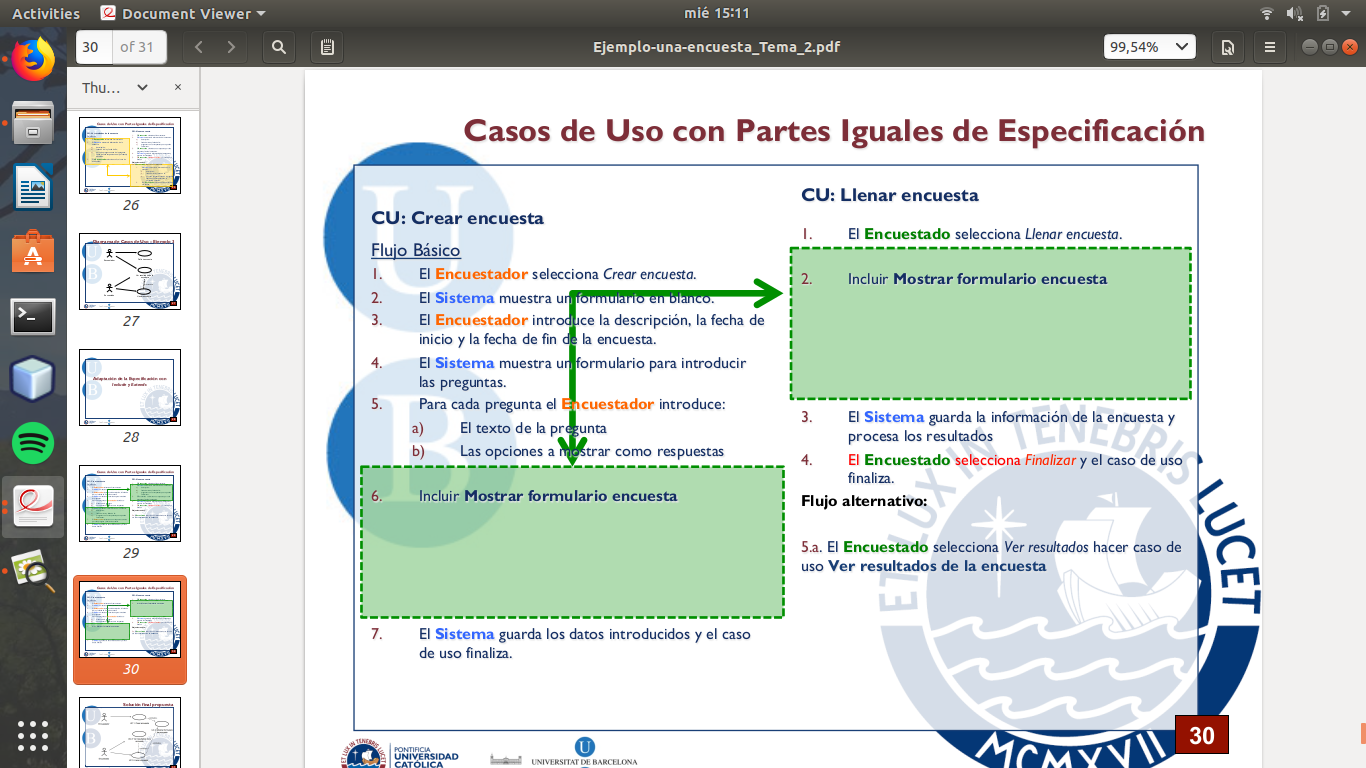 Activities
Document Viewer
mié 15:11
30
of 31
Ejemplo-una-encuesta_Tema_2.pdf
99,54%
Thu…
26
27
28
29
30
Casos de Uso con Partes Iguales de Especificación
CU: Crear encuesta
Flujo Básico
1. El Encuestador selecciona Crear encuesta.
2. El Sistema muestra un formulario en blanco.
3. El Encuestador introduce la descripción, la fecha de
inicio y la fecha de fin de la encuesta.
4. El Sistema muestra un formulario para introducir
las preguntas.
5. Para cada pregunta el Encuestador introduce:
a) El texto de la pregunta
b) Las opciones a mostrar como respuestas
6. Incluir Mostrar formulario encuesta
7. El Sistema guarda los datos introducidos y el caso
de uso finaliza.
CU: Llenar encuesta
1. El Encuestado selecciona Llenar encuesta.
2. Incluir Mostrar formulario encuesta
3. El Sistema guarda la información de la encuesta y
procesa los resultados
4. El Encuestado selecciona Finalizar y el caso de uso
finaliza.
Flujo alternativo:
5.a. El Encuestado selecciona Ver resultados hacer caso de
uso Ver resultados de la encuesta
U
B
ET LUX IN TENEBRIS LUCET
MCMXVII
30
PONTIFICIA
UNIVERSIDAD
CATÓLICA
U
UNIVERSITAT DE BARCELONA